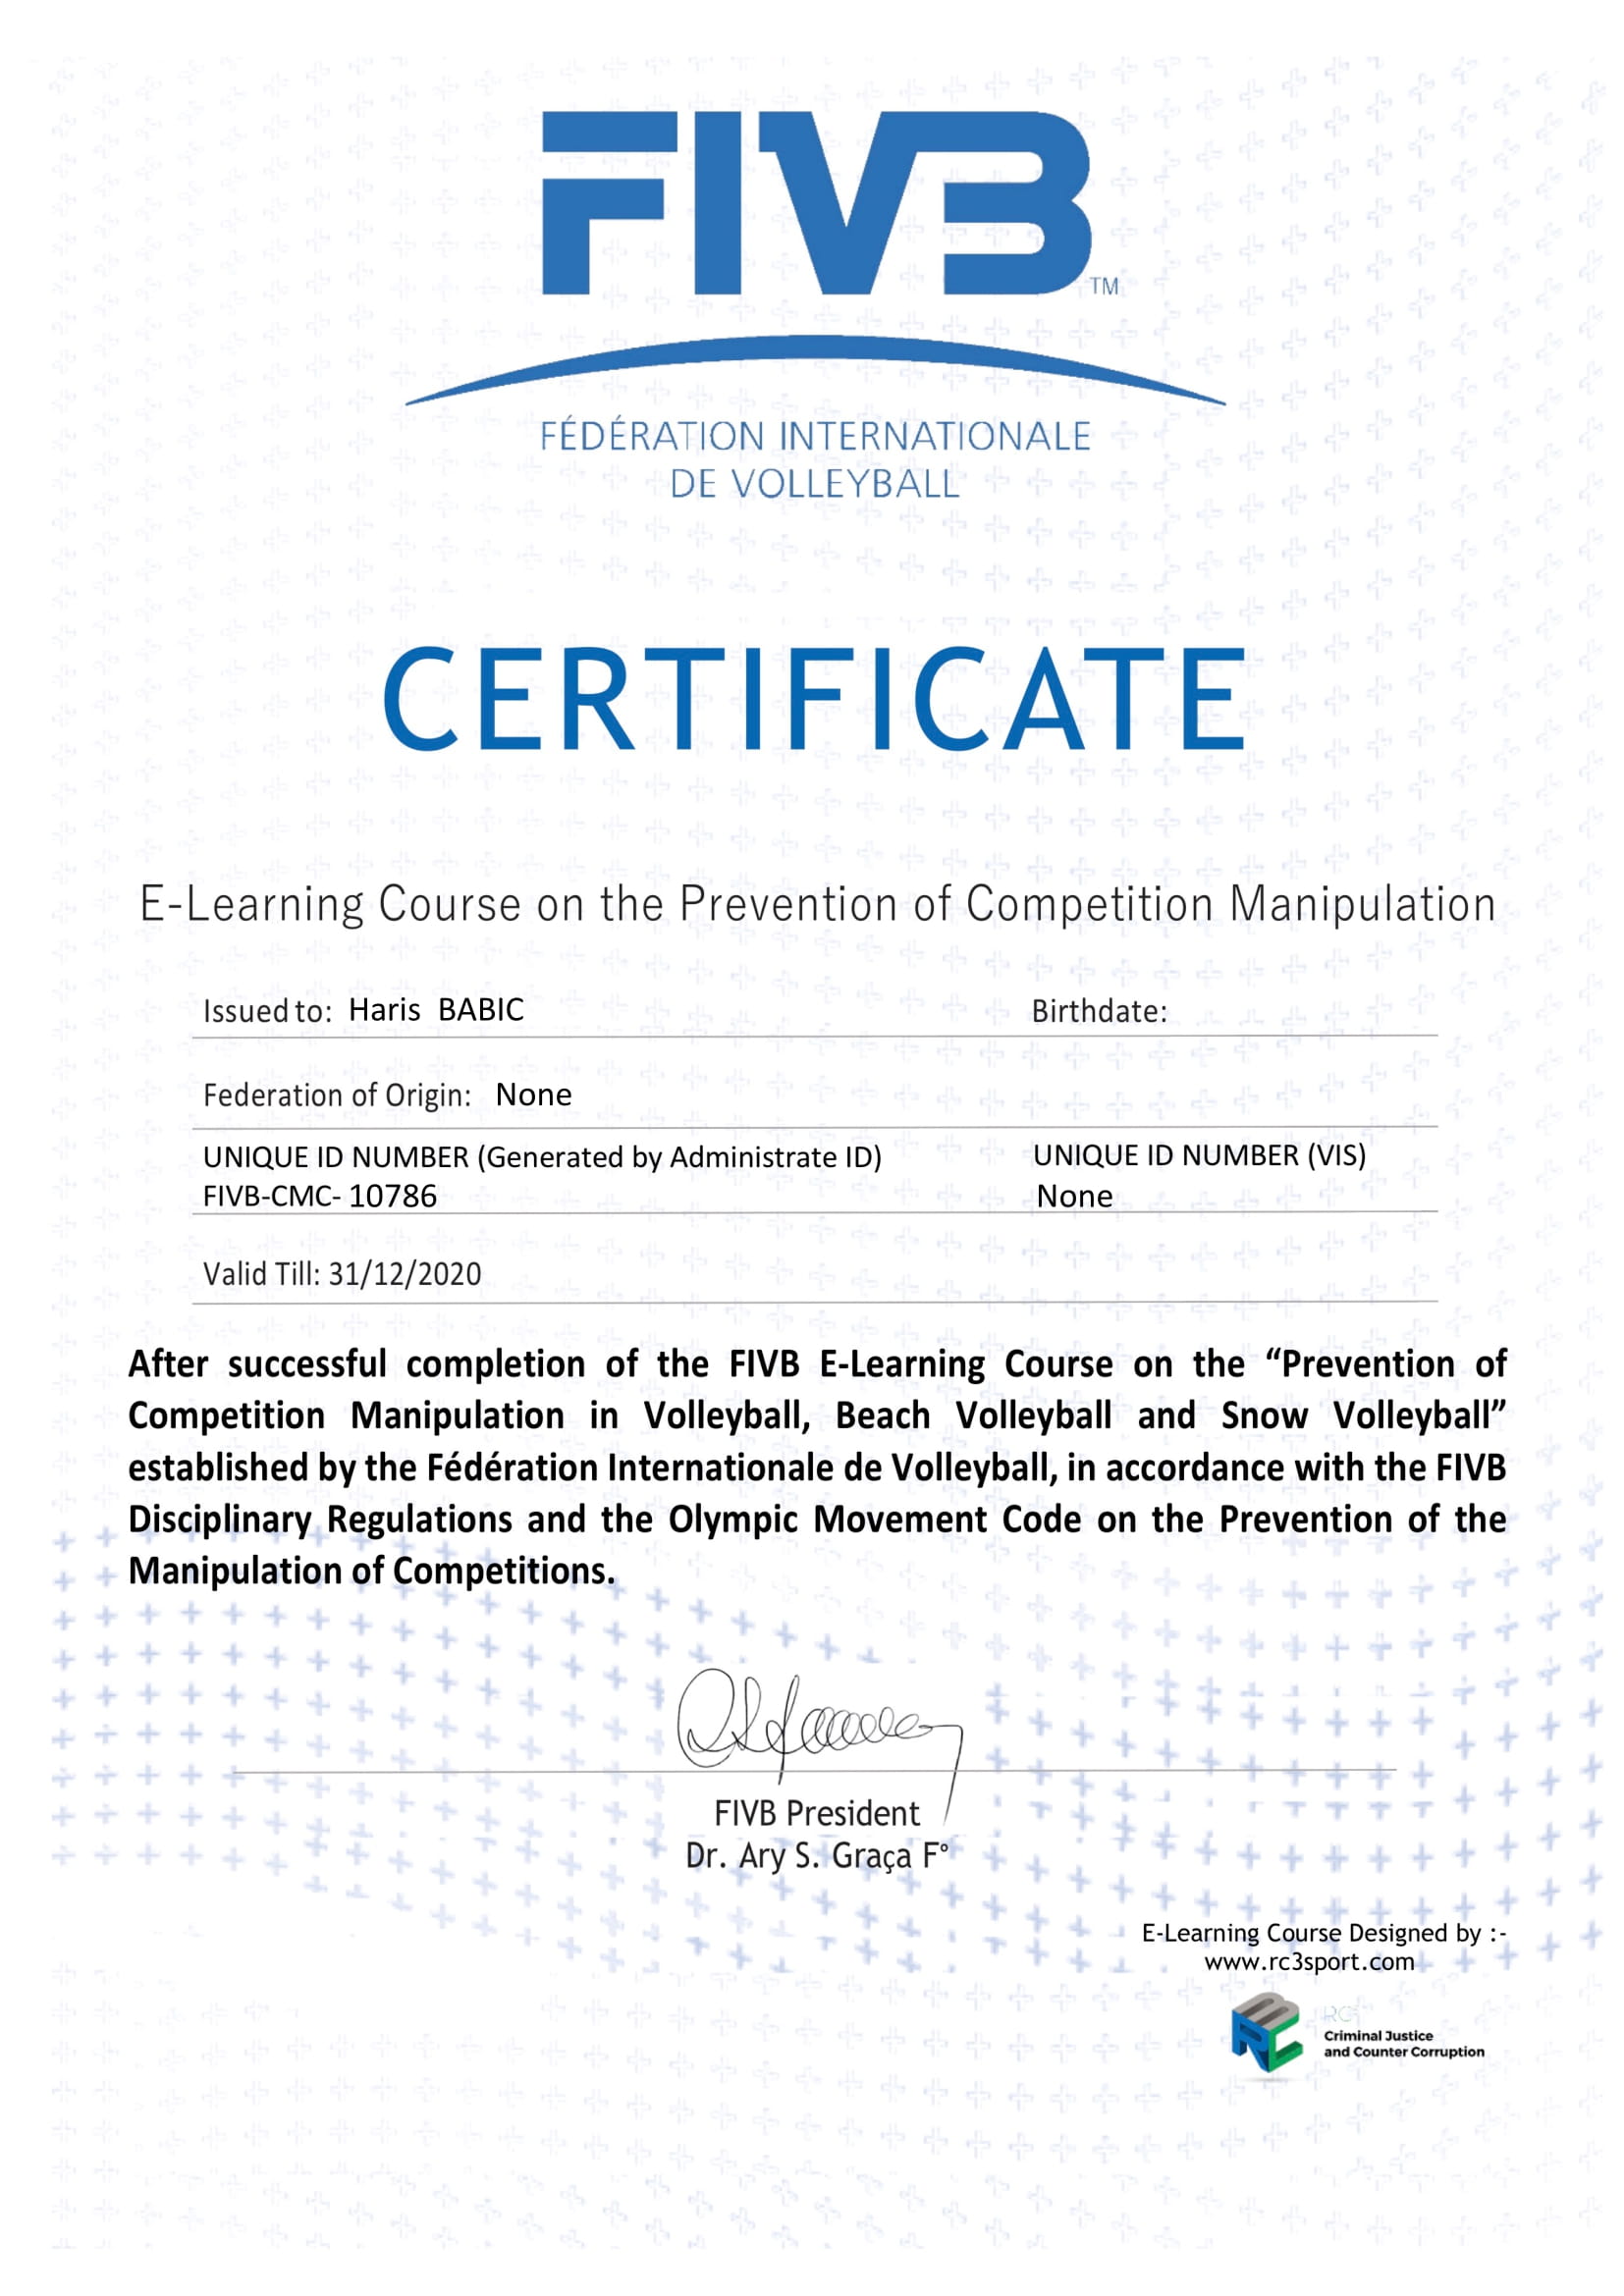 FIVB
TM
FÉDÉRATION INTERNATIONALE
DE VOLLEYBALL
CERTIFICATE
E-Learning Course on the Prevention of Competition Manipulation
Issued to: Haris BABIC Birthdate:
Federation of Origin: None
UNIQUE ID NUMBER (Generated by Administrate ID) UNIQUE ID NUMBER (VIS)
FIVB-CMC- 10786 None
Valid Till: 31/12/2020
After successful completion of the FIVB E-Learning Course on the “Prevention of
Competition Manipulation in Volleyball, Beach Volleyball and Snow Volleyball”
established by the Fédération Internationale de Volleyball, in accordance with the FIVB
Disciplinary Regulations and the Olympic Movement Code on the Prevention of the
Manipulation of Competitions.
FIVB President
Dr. Ary S. Graça Fº
E-Learning Course Designed by :-
www.rc3sport.com
Criminal Justice
and Counter Corruption